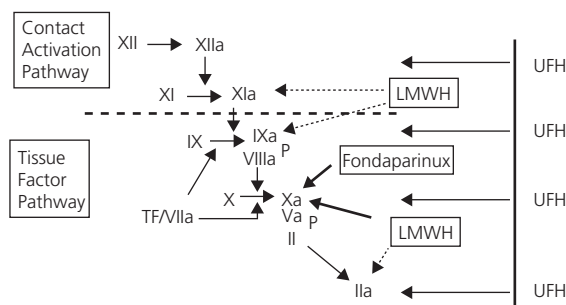 Contact
Activation
Pathway
XII
XIIa
UFH
XI
XIa
LMWH
Tissue
Factor
Pathway
IX
IXa
P
VIIIa
UFH
Fondaparinux
X
Xa
Va
P
UFH
TF/VIIa
II
LMWH
IIa
UFH